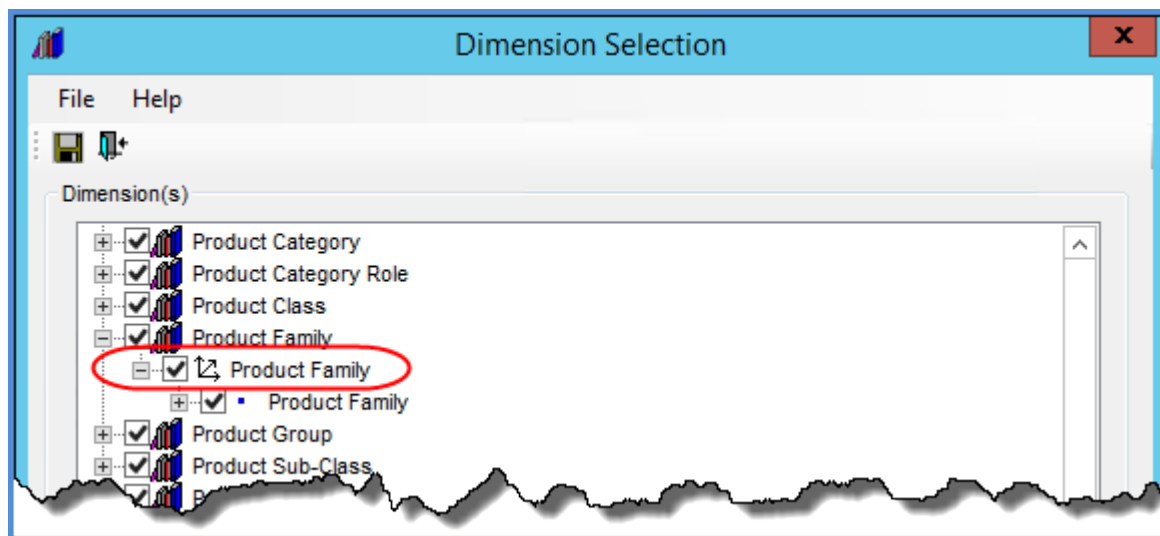 Dimension Selection
x
File Help
Dimension(s)
Product Category
Product Category Role
Product Class
Product Family
Product Family
Product Family
Product Group
Product Sub-Class